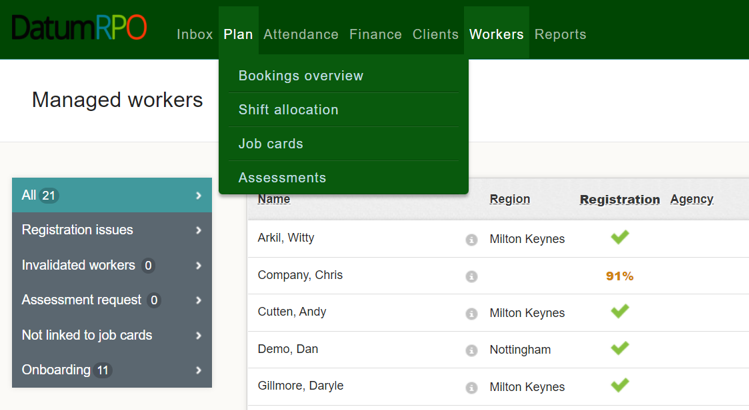 DatumRPO
Inbox Plan Attendance Finance Clients Workers Reports
Bookings overview
Shift allocation
Job cards
Assessments
Managed workers
All 21
Registration issues
Invalidated workers 0
Assessment request 0
Not linked to job cards
Onboarding 11
Name Region Registration Agency
Arkil, Witty Milton Keynes
Company, Chris 91%
Cutten, Andy Milton Keynes
Demo, Dan Nottingham
Gillmore, Daryle Milton Keynes